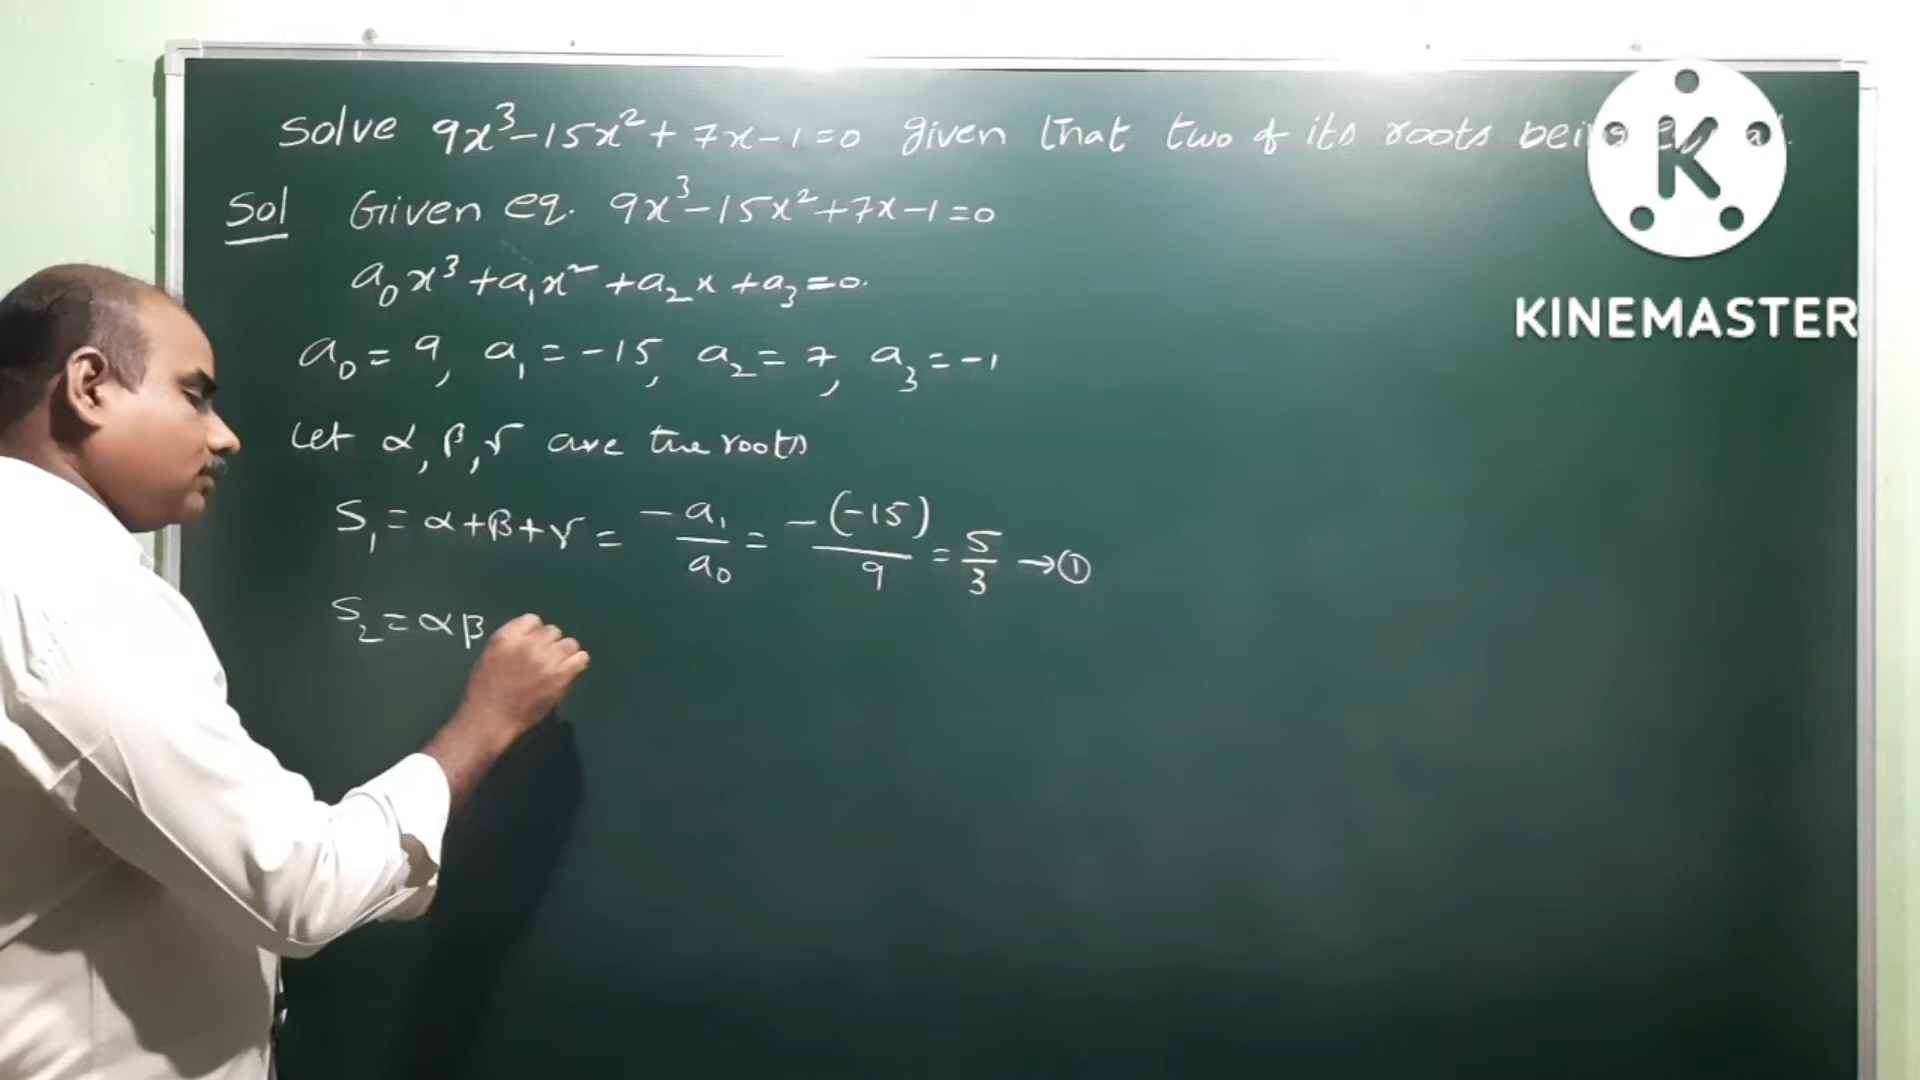 Solve 9x³-15x²+7x-1=0 given that two of its roots being
Sol Given eq. 9x³-15x²+7x-1=0
a₀x³+a₁x²+a₂x+a₃=0.
a₀=9, a₁=-15, a₂=7, a₃=-1
Let α, β, γ are the roots
S₁=α+β+γ= -a₁/a₀ = -(-15)/9 = 5/3 →①
S₂=αβ
K
KINEMASTER